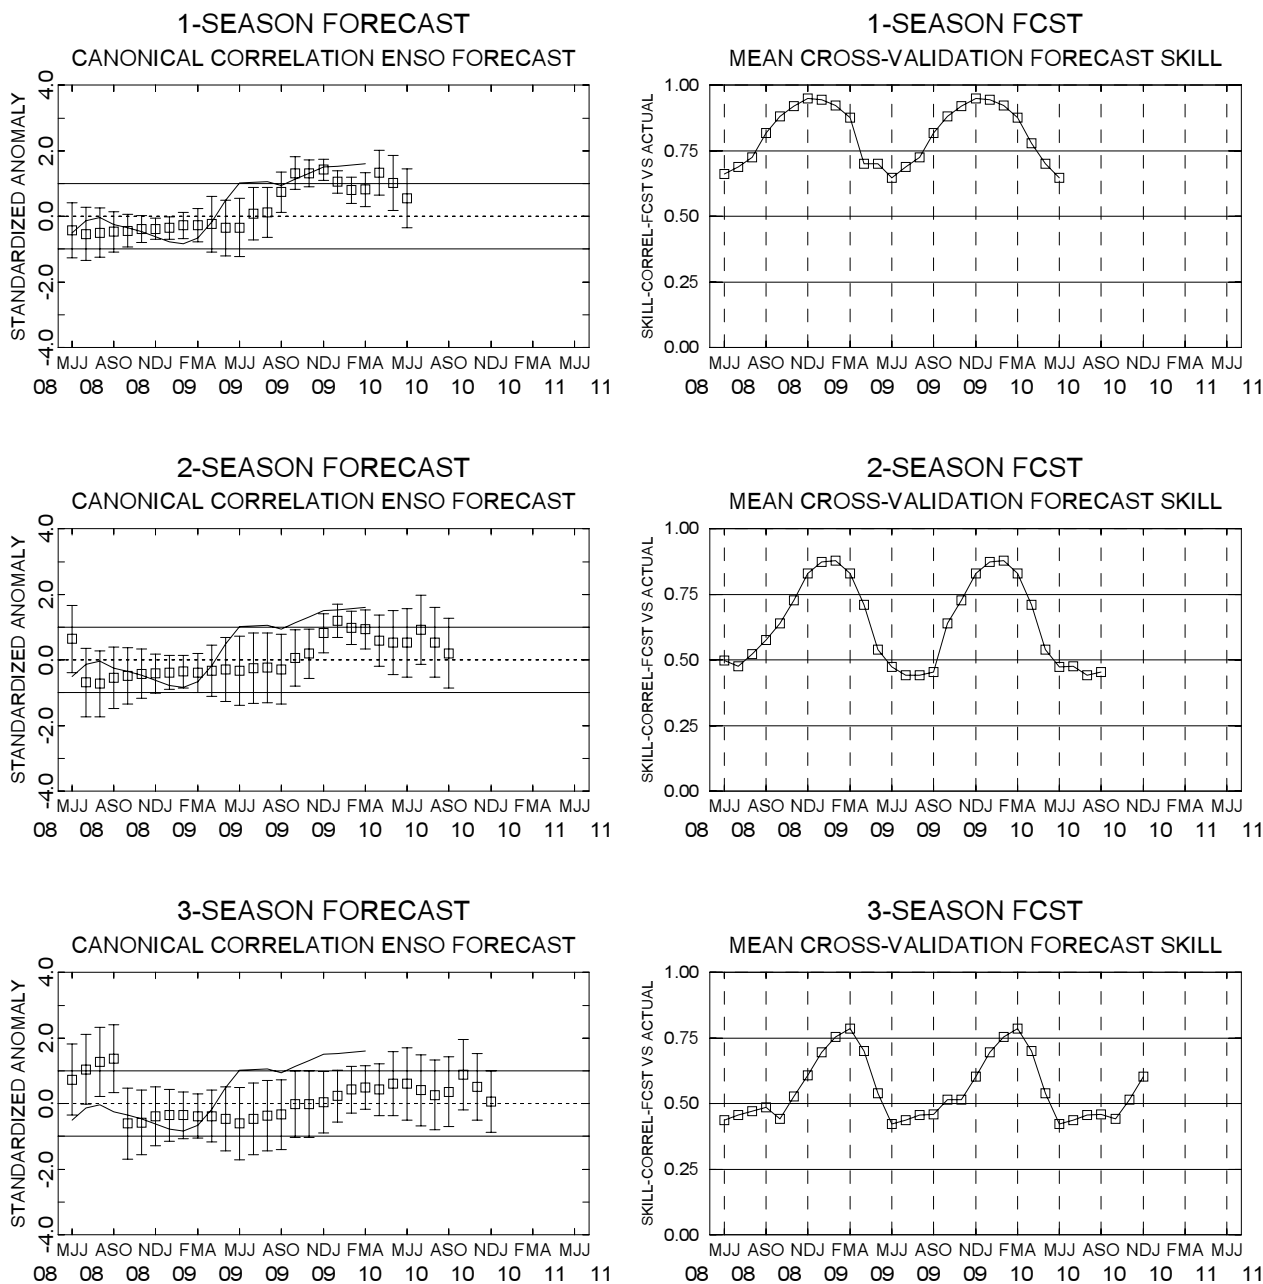 1-SEASON FORECAST
CANONICAL CORRELATION ENSO FORECAST
STANDARDIZED ANOMALY
4.0
2.0
0.0
-2.0
-4.0
MJJ ASO NDJ FMA MJJ ASO NDJ FMA MJJ ASO NDJ FMA MJJ
08 08 09 09 09 09 10 10 10 10 11 11
1-SEASON FCST
MEAN CROSS-VALIDATION FORECAST SKILL
SKILL-CORREL-FCST VS ACTUAL
1.00
0.75
0.50
0.25
0.00
MJJ ASO NDJ FMA MJJ ASO NDJ FMA MJJ ASO NDJ FMA MJJ
08 08 09 09 09 09 10 10 10 10 11 11
2-SEASON FORECAST
CANONICAL CORRELATION ENSO FORECAST
STANDARDIZED ANOMALY
4.0
2.0
0.0
-2.0
-4.0
MJJ ASO NDJ FMA MJJ ASO NDJ FMA MJJ ASO NDJ FMA MJJ
08 08 08 09 09 09 09 10 10 10 10 11 11
2-SEASON FCST
MEAN CROSS-VALIDATION FORECAST SKILL
SKILL-CORREL-FCST VS ACTUAL
1.00
0.75
0.50
0.25
0.00
MJJ ASO NDJ FMA MJJ ASO NDJ FMA MJJ ASO NDJ FMA MJJ
08 08 08 09 09 09 09 10 10 10 10 11 11
3-SEASON FORECAST
CANONICAL CORRELATION ENSO FORECAST
STANDARDIZED ANOMALY
4.0
2.0
0.0
-2.0
-4.0
MJJ ASO NDJ FMA MJJ ASO NDJ FMA MJJ ASO NDJ FMA MJJ
08 08 08 09 09 09 09 10 10 10 10 11 11
3-SEASON FCST
MEAN CROSS-VALIDATION FORECAST SKILL
SKILL-CORREL-FCST VS ACTUAL
1.00
0.75
0.50
0.25
0.00
MJJ ASO NDJ FMA MJJ ASO NDJ FMA MJJ ASO NDJ FMA MJJ
08 08 08 09 09 09 09 10 10 10 10 11 11